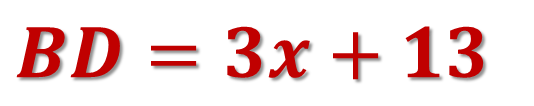 BD = 3x + 13